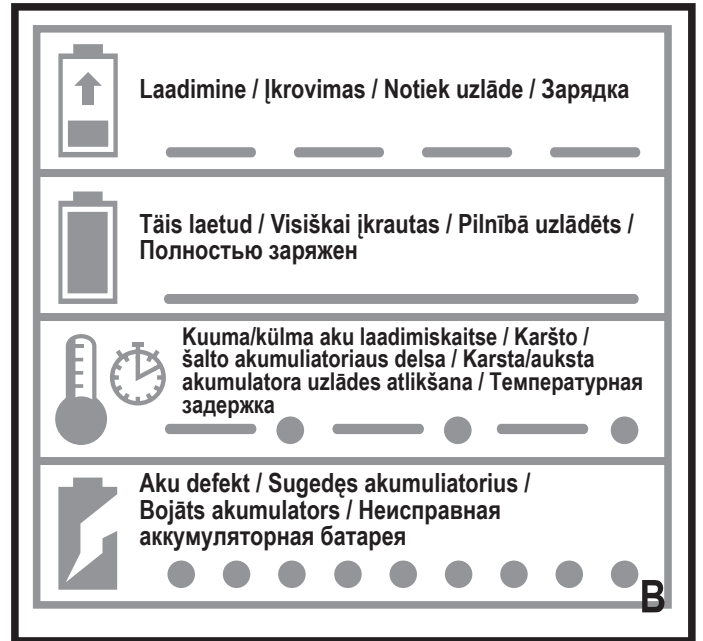 Laadimine / Įkrovimas / Notiek uzlāde / Зарядка
Täis laetud / Visiškai įkrautas / Pilnībā uzlādēts /
Полностью заряжен
Kuuma/külma aku laadimiskaitse / Karšto /
šalto akumuliatoriaus delsa / Karsta/auksta
akumulatora uzlādes atlikšana / Температурная
задержка
Aku defekt / Sugedęs akumuliatorius /
Bojāts akumulators / Неисправная
аккумуляторная батарея
B